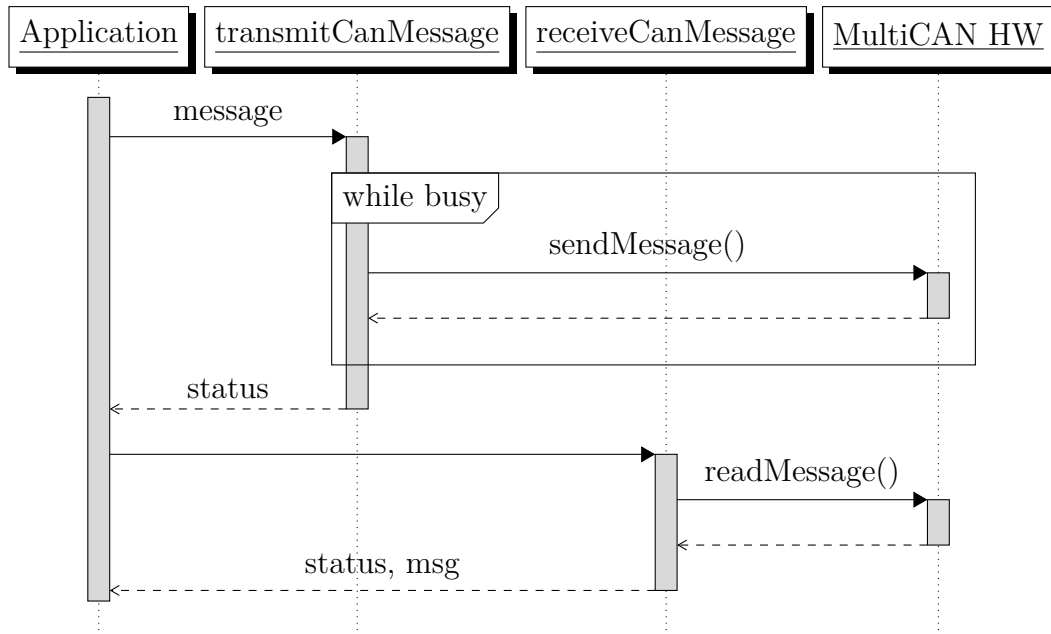 Application
transmitCanMessage
receiveCanMessage
MultiCAN HW
message
while busy
sendMessage()
status
readMessage()
status, msg